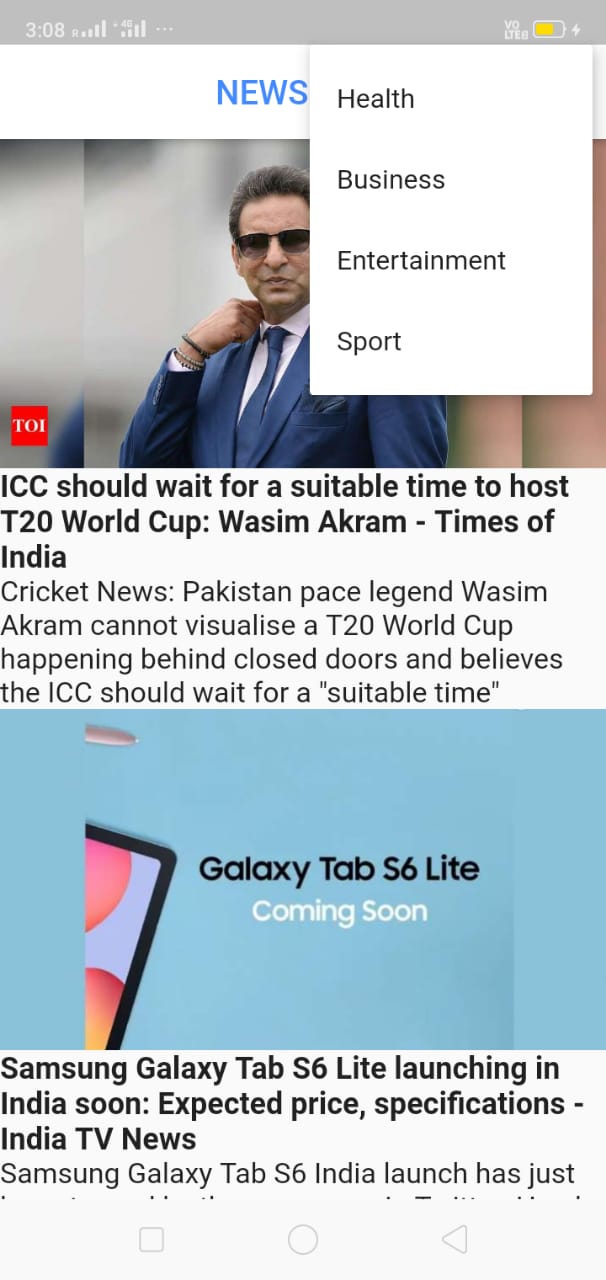 3:08 R 4G VO LTE
NEWS
Health
Business
Entertainment
Sport
TOI
ICC should wait for a suitable time to host
T20 World Cup: Wasim Akram - Times of
India
Cricket News: Pakistan pace legend Wasim
Akram cannot visualise a T20 World Cup
happening behind closed doors and believes
the ICC should wait for a "suitable time"
Galaxy Tab S6 Lite
Coming Soon
Samsung Galaxy Tab S6 Lite launching in
India soon: Expected price, specifications -
India TV News
Samsung Galaxy Tab S6 India launch has just